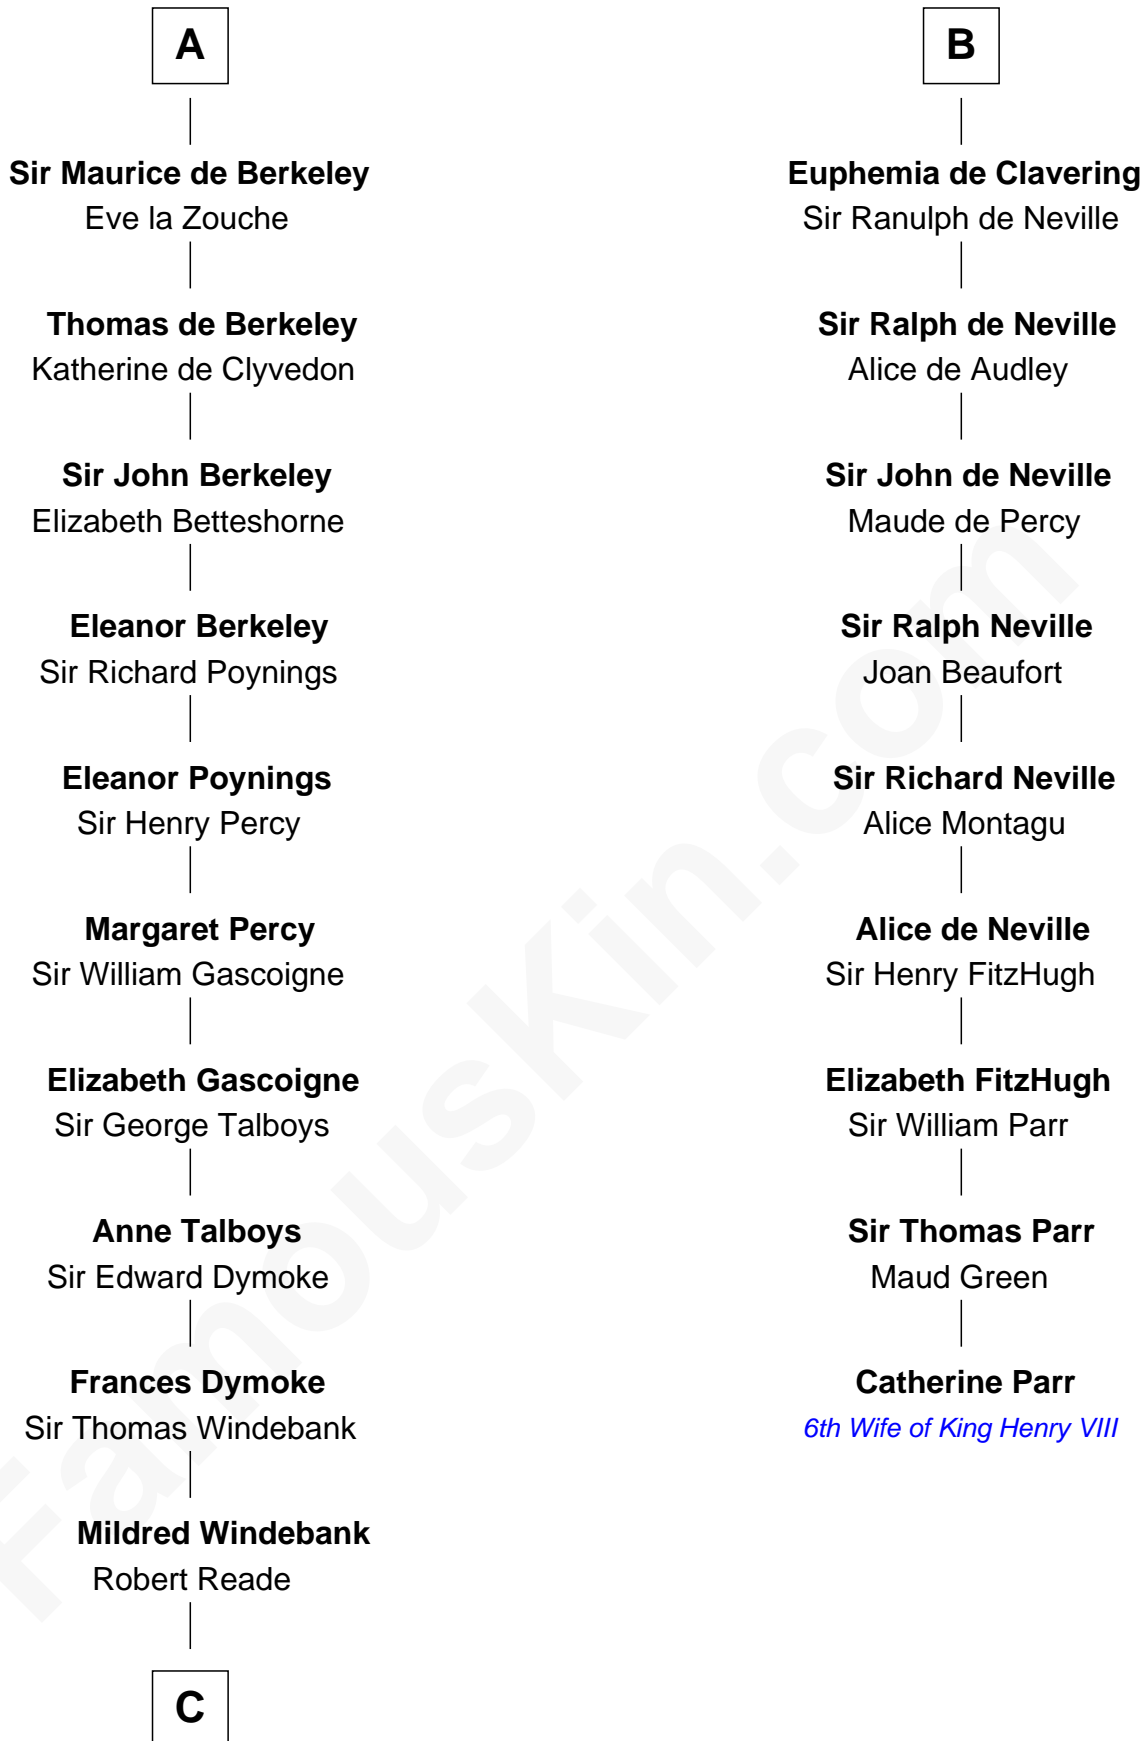 A
Sir Maurice de Berkeley
Eve la Zouche
Thomas de Berkeley
Katherine de Clyvedon
Sir John Berkeley
Elizabeth Betteshorne
Eleanor Berkeley
Sir Richard Poynings
Eleanor Poynings
Sir Henry Percy
Margaret Percy
Sir William Gascoigne
Elizabeth Gascoigne
Sir George Talboys
Anne Talboys
Sir Edward Dymoke
Frances Dymoke
Sir Thomas Windebank
Mildred Windebank
Robert Reade
C
B
Euphemia de Clavering
Sir Ranulph de Neville
Sir Ralph de Neville
Alice de Audley
Sir John de Neville
Maude de Percy
Sir Ralph Neville
Joan Beaufort
Sir Richard Neville
Alice Montagu
Alice de Neville
Sir Henry FitzHugh
Elizabeth FitzHugh
Sir William Parr
Sir Thomas Parr
Maud Green
Catherine Parr
6th Wife of King Henry VIII
FamousKin.com